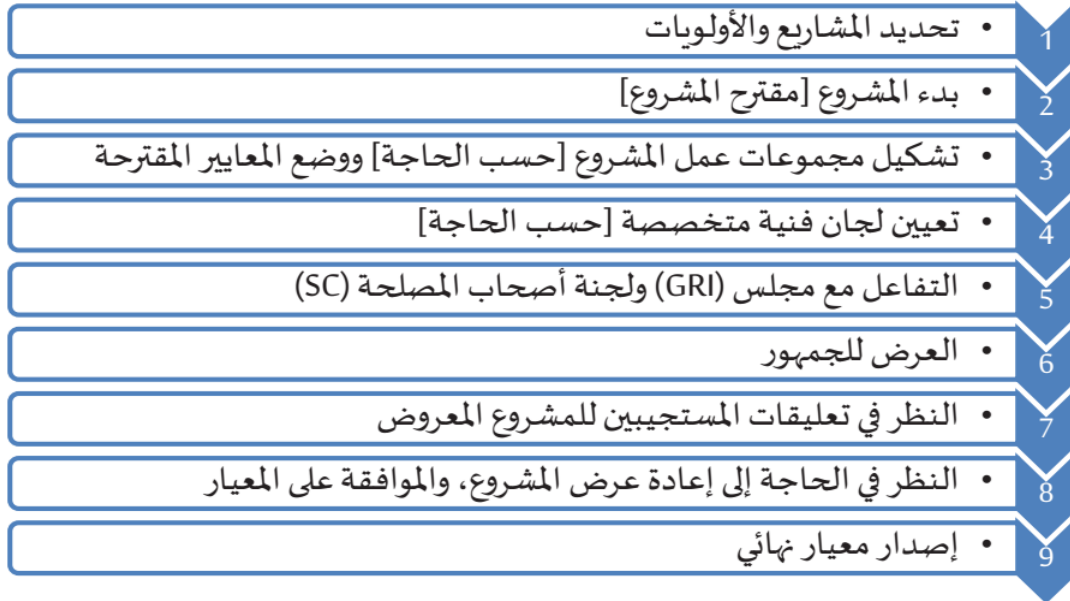 1 • تحديد المشاريع والأولويات
2 • بدء المشروع [مقترح المشروع]
3 • تشكيل مجموعات عمل المشروع [حسب الحاجة] ووضع المعايير المقترحة
4 • تعيين لجان فنية متخصصة [حسب الحاجة]
5 • التفاعل مع مجلس (GRI) ولجنة أصحاب المصلحة (SC)
6 • العرض للجمهور
7 • النظر في تعليقات المستجيبين للمشروع المعروض
8 • النظر في الحاجة إلى إعادة عرض المشروع، والموافقة على المعيار
9 • إصدار معيار نهائي